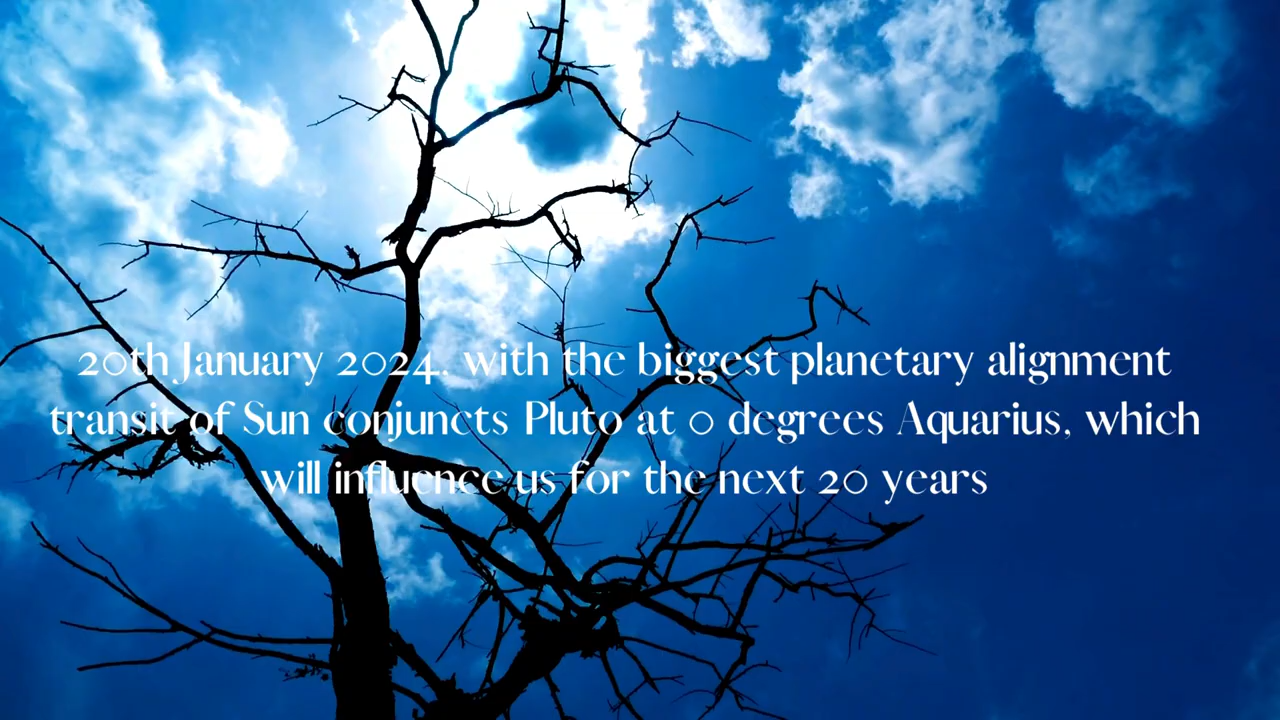 20th January 2024, with the biggest planetary alignment
transit of Sun conjuncts Pluto at 0 degrees Aquarius, which
will influence us for the next 20 years